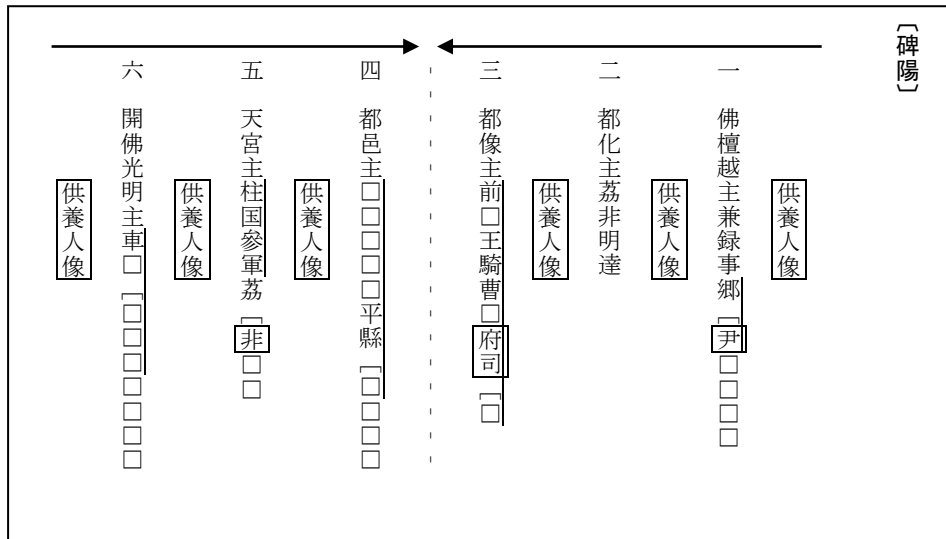 〔碑陽〕
供養人像
一 佛檀越主兼録事郷〔尹□□□□
供養人像
二 都化主茘非明達
供養人像
三 都像主前□王騎曹□府司〔□
四 都邑主□□□□□平縣〔□□□□
供養人像
五 天宮主柱国參軍茘〔非□□
供養人像
六 開佛光明主車□〔□□□□□□□
供養人像